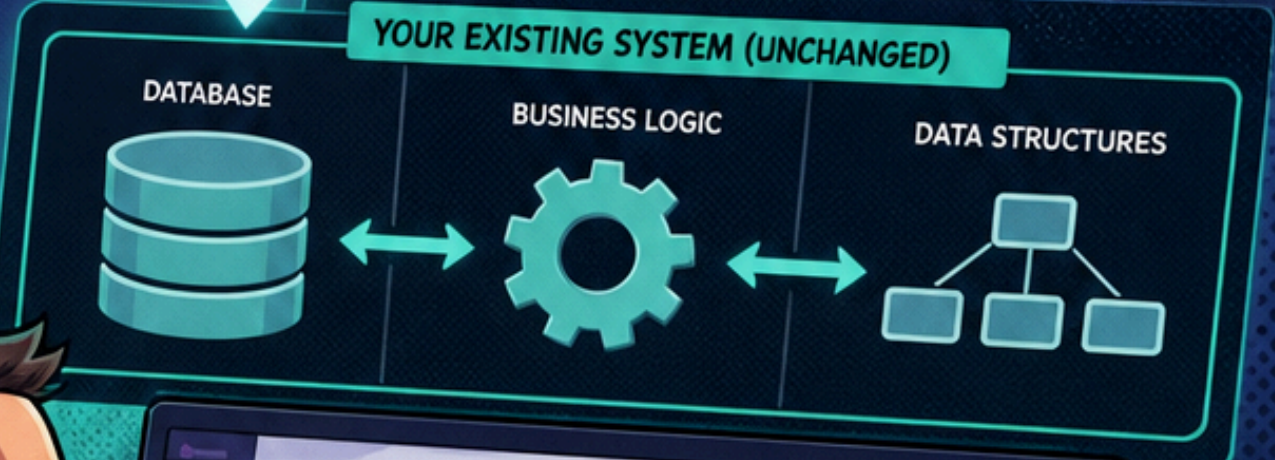 YOUR EXISTING SYSTEM (UNCHANGED)
DATABASE
BUSINESS LOGIC
DATA STRUCTURES